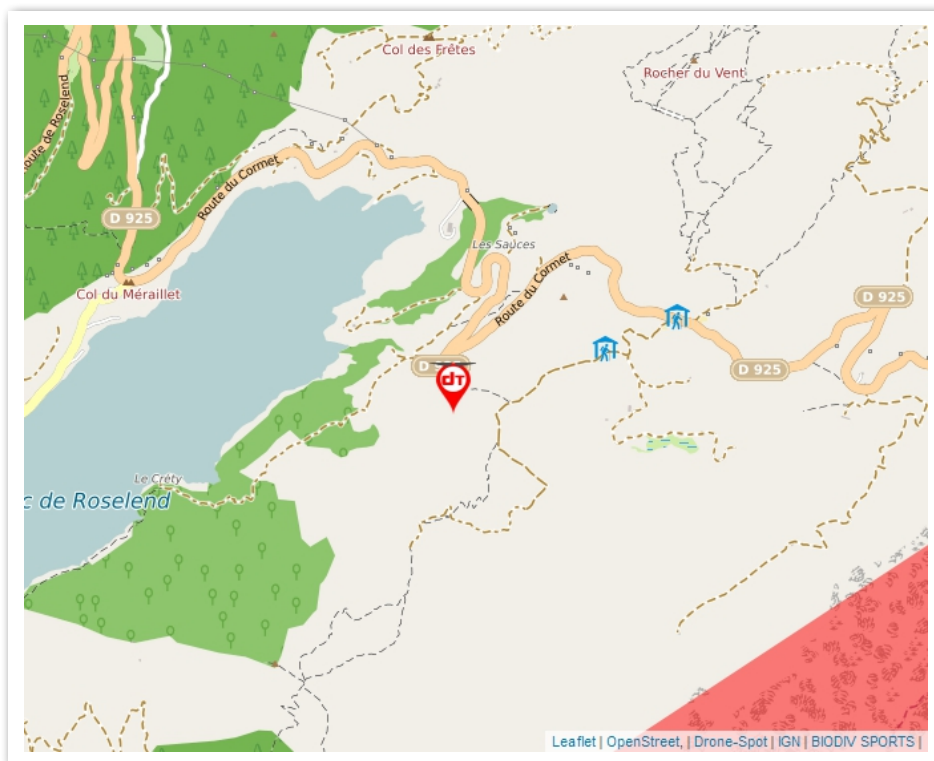 Col des Frêtes
Rocher du Vent
Route de Roselend
Route du Cormet
D 925
Les Sauces
Col du Méraillet
Route du Cormet
D 925
D 925
dT
Le Crêty
c de Roselend
Leaflet | OpenStreet, | Drone-Spot | IGN | BIODIV SPORTS |